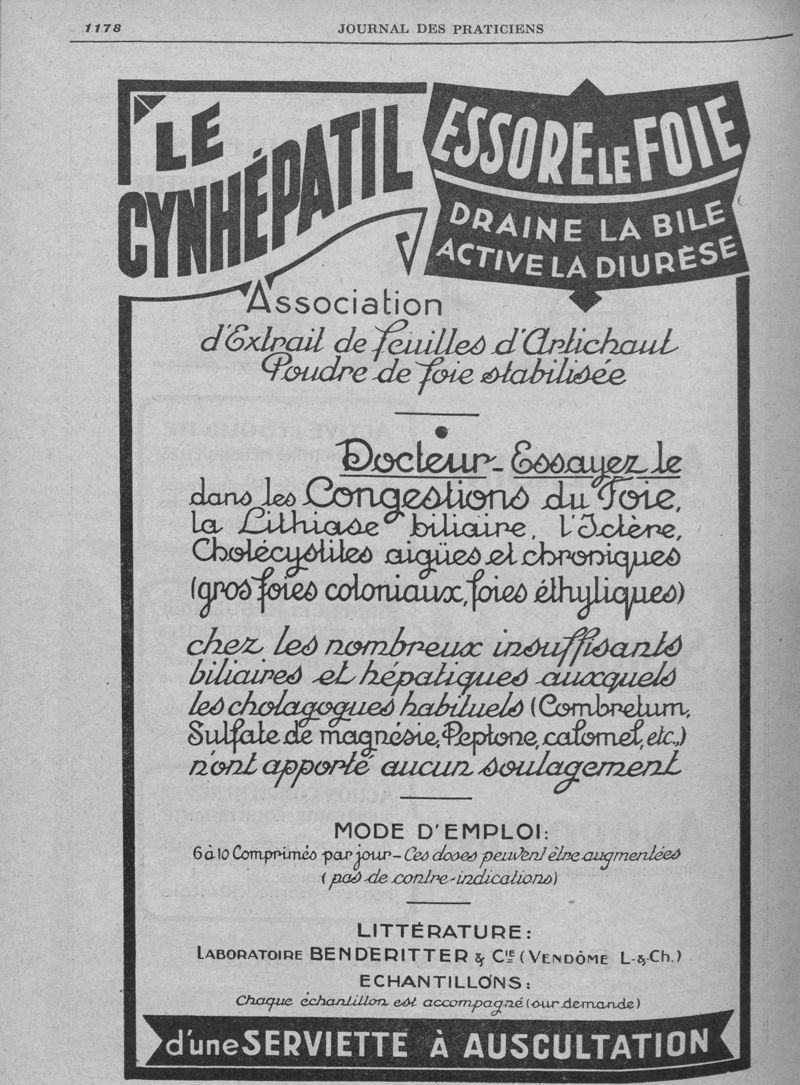 1178
JOURNAL DES PRATICIENS
LE
CYNHÉPATIL
ESSORE LE FOIE
DRAINE LA BILE
ACTIVE LA DIURÈSE
Association
d'Extrait de feuilles d'Artichaut
Poudre de foie stabilisée
Docteur - Essayez le
dans les Congestions du Foie,
la Lithiase biliaire, l'Ictère,
Cholécystites aigües et chroniques
(gros foies coloniaux, foies éthyliques)
chez les nombreux insuffisants
biliaires et hépatiques auxquels
les cholagogues habituels (Combretum,
Sulfate de magnésie, Peptone, calomel, etc.,)
n'ont apporté aucun soulagement
MODE D'EMPLOI:
6 à 10 Comprimés par jour - Ces doses peuvent être augmentées
(pas de contre-indications)
LITTÉRATURE:
LABORATOIRE BENDERITTER & CIE (VENDÔME L-&-Ch.)
ECHANTILLONS:
Chaque échantillon est accompagné (sur demande)
d'une SERVIETTE À AUSCULTATION